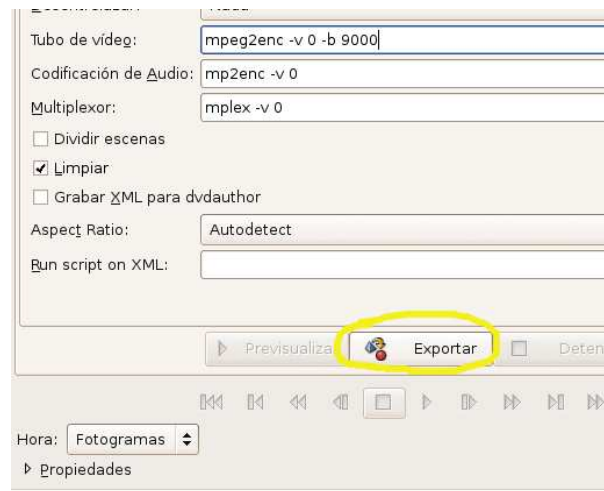 Tubo de vídeo: mpeg2enc -v 0 -b 9000
Codificación de Audio: mp2enc -v 0
Multiplexor: mplex -v 0
Dividir escenas
Limpiar
Grabar XML para dvdauthor
Aspect Ratio: Autodetect
Run script on XML:
Previsualiza Exportar Deten
Hora: Fotogramas
Propiedades